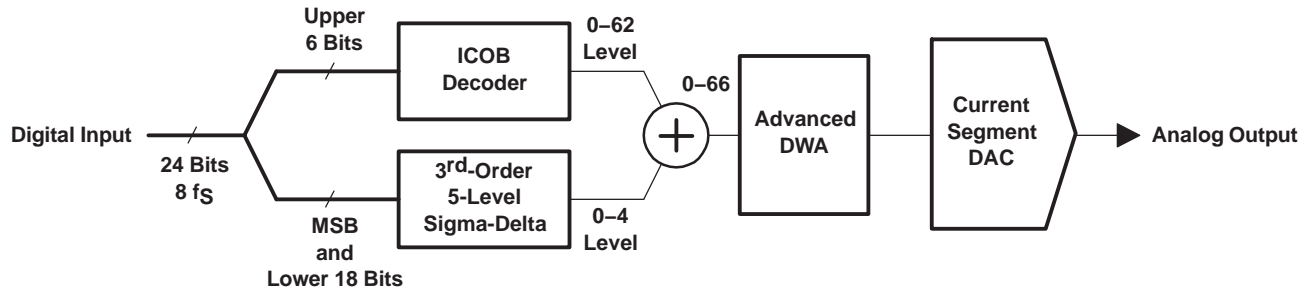 Upper
6 Bits
ICOB
Decoder
0–62
Level
0–66
Digital Input
24 Bits
8 fS
Advanced
DWA
Current
Segment
DAC
Analog Output
3rd-Order
5-Level
Sigma-Delta
0–4
Level
MSB
and
Lower 18 Bits
+